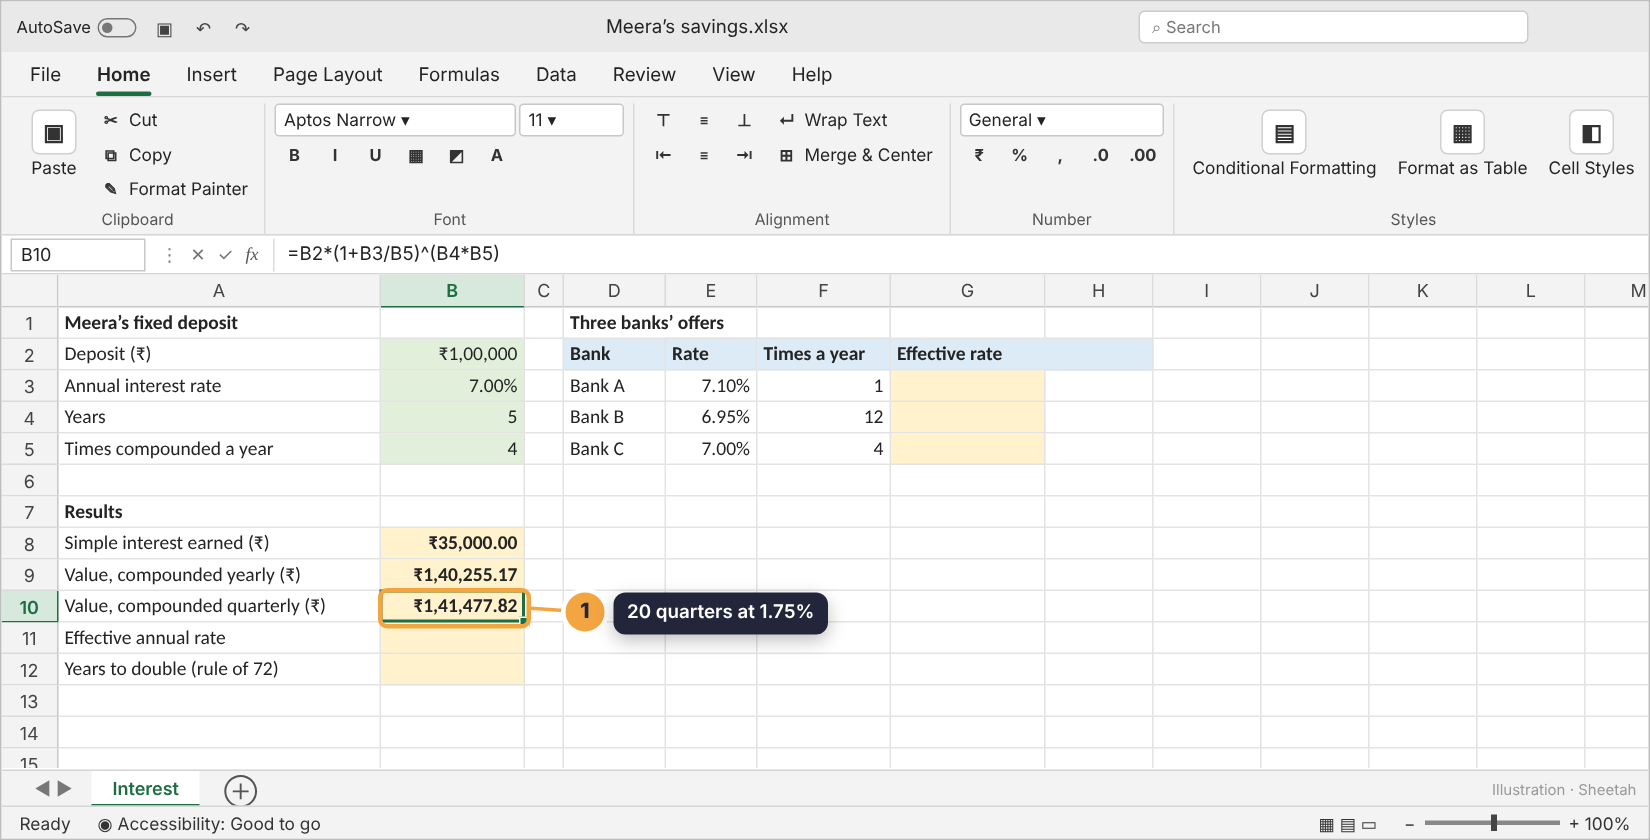 AutoSave
Meera’s savings.xlsx
Search
File Home Insert Page Layout Formulas Data Review View Help
Paste
Cut
Copy
Format Painter
Clipboard
Aptos Narrow ▾ 11 ▾
B I U A
Font
Wrap Text
Merge & Center
Alignment
General ▾
₹ % , .0 .00
Number
Conditional Formatting Format as Table Cell Styles
Styles
B10 fx =B2*(1+B3/B5)^(B4*B5)
A B C D E F G H I J K L M
1 Meera’s fixed deposit Three banks’ offers
2 Deposit (₹) ₹1,00,000 Bank Rate Times a year Effective rate
3 Annual interest rate 7.00% Bank A 7.10% 1
4 Years 5 Bank B 6.95% 12
5 Times compounded a year 4 Bank C 7.00% 4
6
7 Results
8 Simple interest earned (₹) ₹35,000.00
9 Value, compounded yearly (₹) ₹1,40,255.17
10 Value, compounded quarterly (₹) ₹1,41,477.82 1 20 quarters at 1.75%
11 Effective annual rate
12 Years to double (rule of 72)
13
14
15
Interest
Illustration · Sheetah
Ready Accessibility: Good to go − + 100%